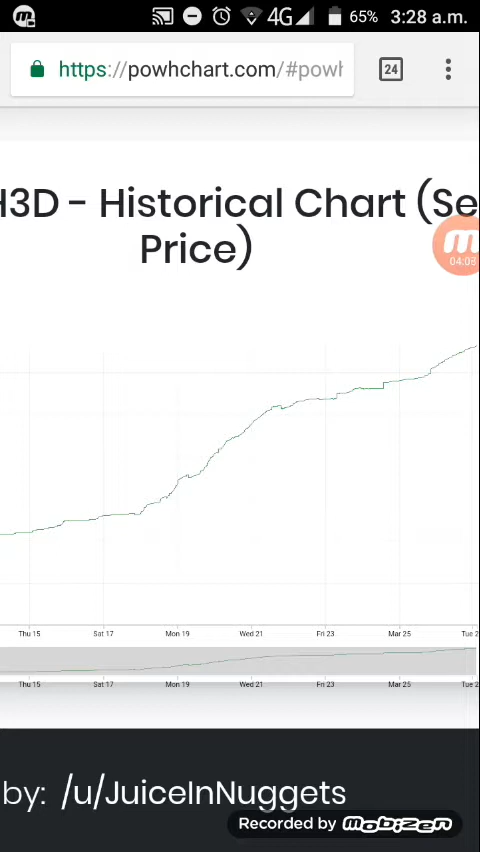 4G 65% 3:28 a.m.
https://powhchart.com/#powh
24
H3D - Historical Chart (Se
Price)
04:08
Thu 15 Sat 17 Mon 19 Wed 21 Fri 23 Mar 25 Tue 2
Thu 15 Sat 17 Mon 19 Wed 21 Fri 23 Mar 25 Tue 2
by: /u/JuiceInNuggets
Recorded by mobizen